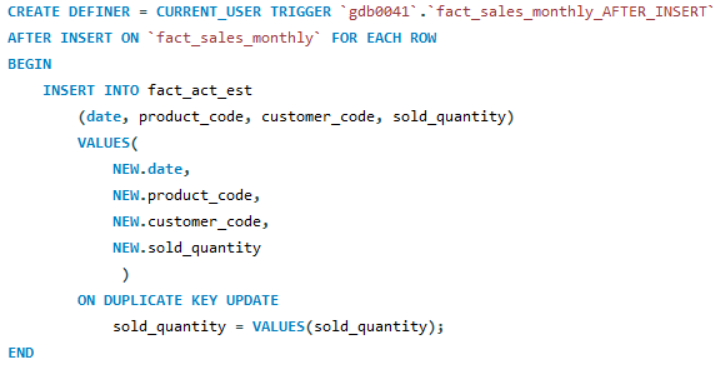 CREATE DEFINER = CURRENT_USER TRIGGER `gdb0041`.`fact_sales_monthly_AFTER_INSERT`
AFTER INSERT ON `fact_sales_monthly` FOR EACH ROW
BEGIN
INSERT INTO fact_act_est
(date, product_code, customer_code, sold_quantity)
VALUES(
NEW.date,
NEW.product_code,
NEW.customer_code,
NEW.sold_quantity
)
ON DUPLICATE KEY UPDATE
sold_quantity = VALUES(sold_quantity);
END